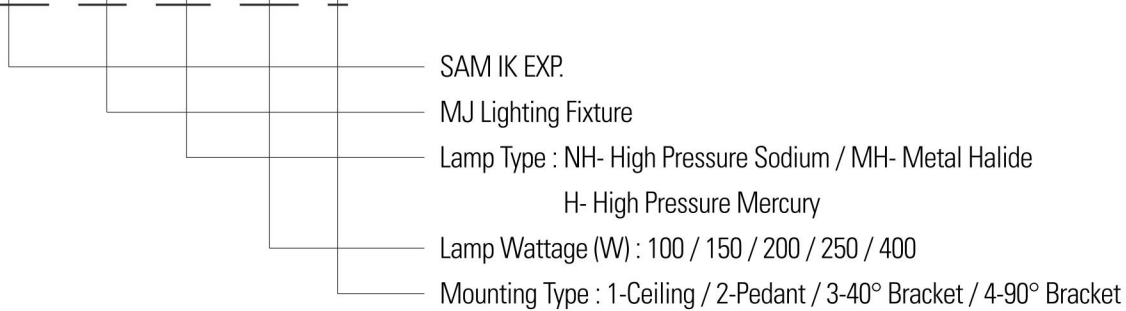 SAM IK EXP.
MJ Lighting Fixture
Lamp Type : NH- High Pressure Sodium / MH- Metal Halide
H- High Pressure Mercury
Lamp Wattage (W) : 100 / 150 / 200 / 250 / 400
Mounting Type : 1-Ceiling / 2-Pedant / 3-40° Bracket / 4-90° Bracket